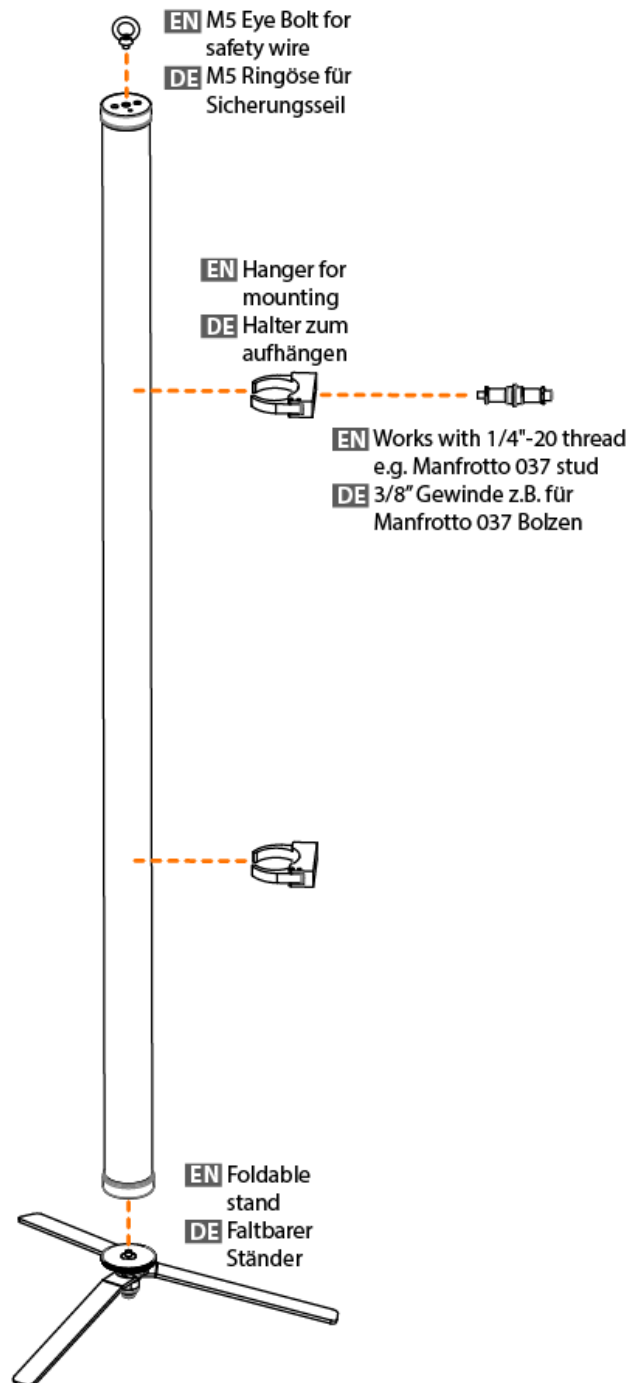 EN M5 Eye Bolt for
safety wire
DE M5 Ringöse für
Sicherungsseil
EN Hanger for
mounting
DE Halter zum
aufhängen
EN Works with 1/4"-20 thread
e.g. Manfrotto 037 stud
DE 3/8" Gewinde z.B. für
Manfrotto 037 Bolzen
EN Foldable
stand
DE Faltbarer
Ständer